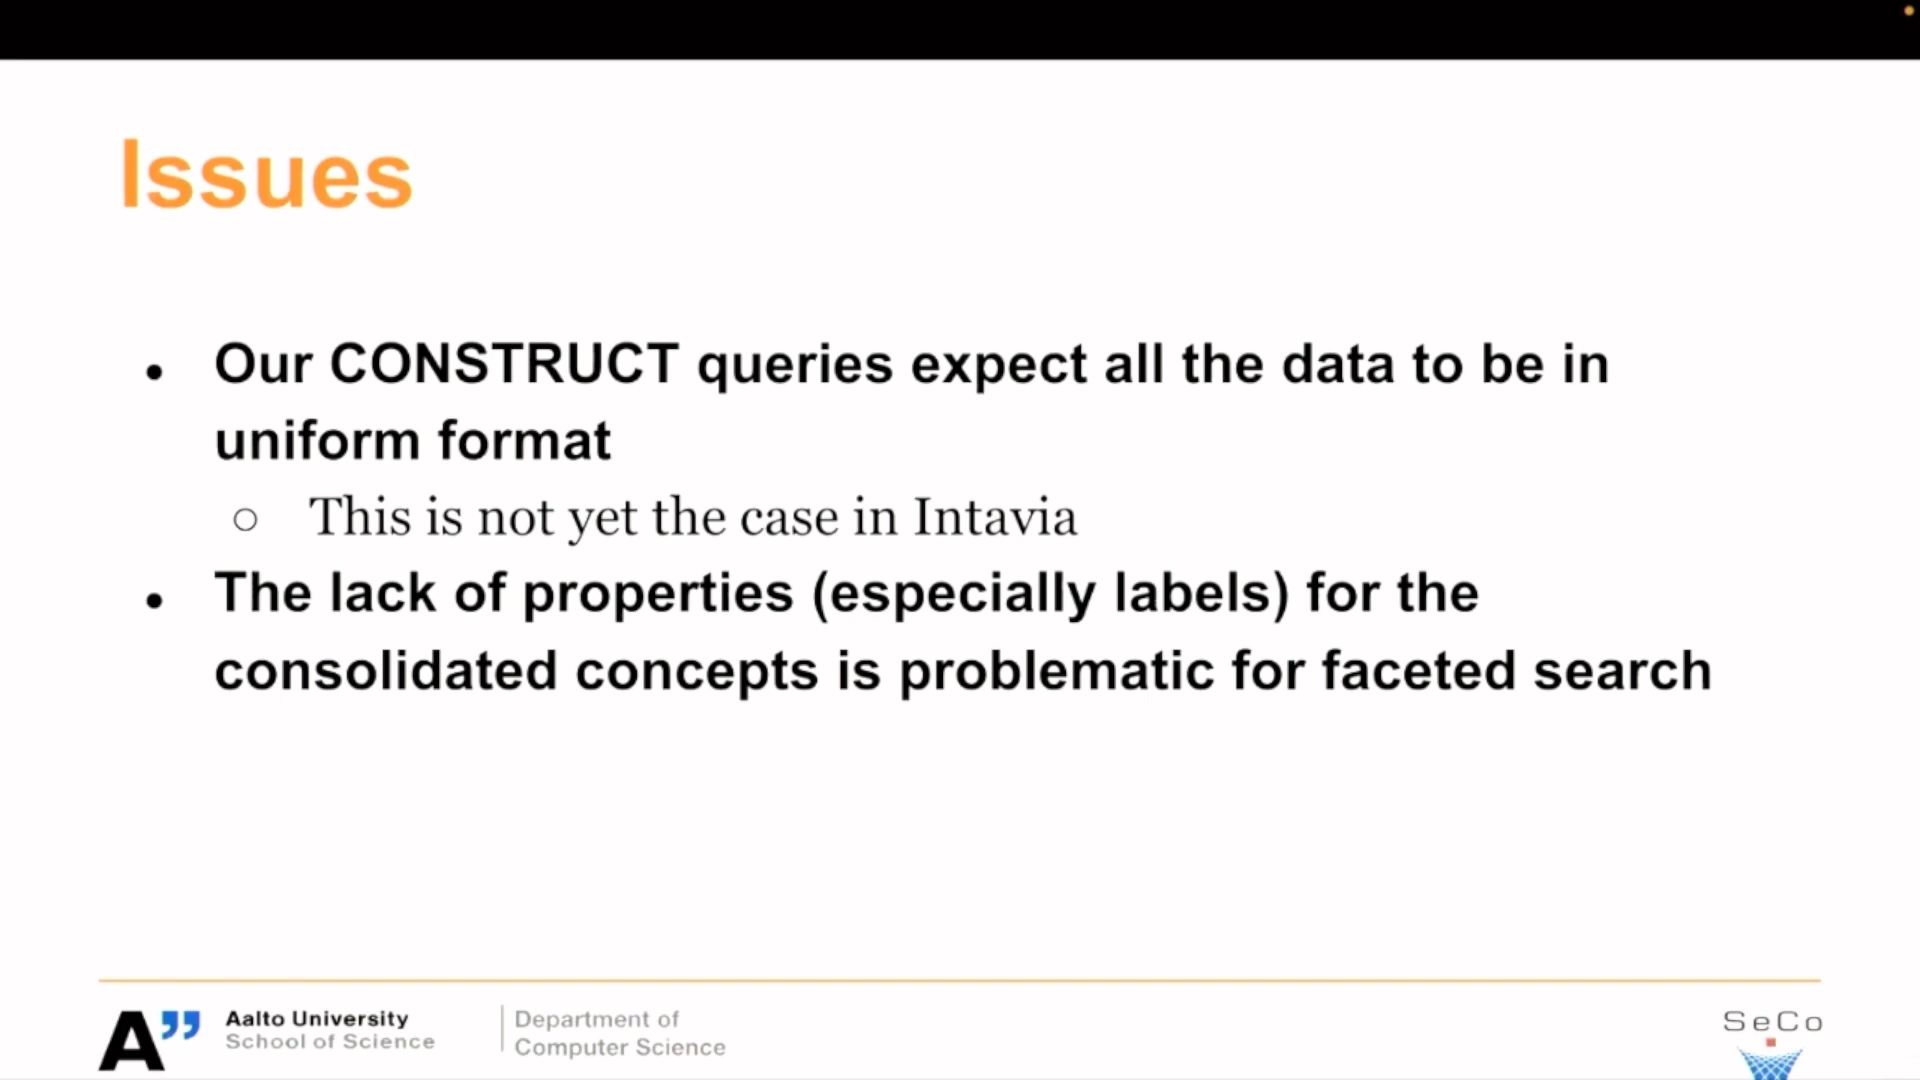 Issues
• Our CONSTRUCT queries expect all the data to be in
uniform format
○ This is not yet the case in Intavia
• The lack of properties (especially labels) for the
consolidated concepts is problematic for faceted search
A”
Aalto University
School of Science
Department of
Computer Science
SeCo